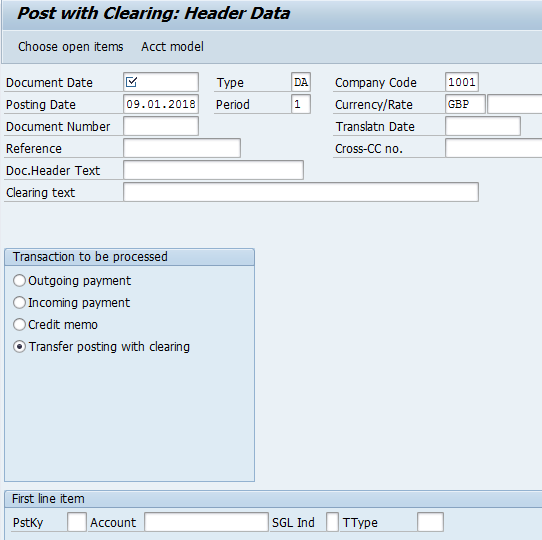 Post with Clearing: Header Data
Choose open items Acct model
Document Date Type DA Company Code 1001
Posting Date 09.01.2018 Period 1 Currency/Rate GBP
Document Number Translatn Date
Reference Cross-CC no.
Doc.Header Text
Clearing text
Transaction to be processed
Outgoing payment
Incoming payment
Credit memo
Transfer posting with clearing
First line item
PstKy Account SGL Ind TType